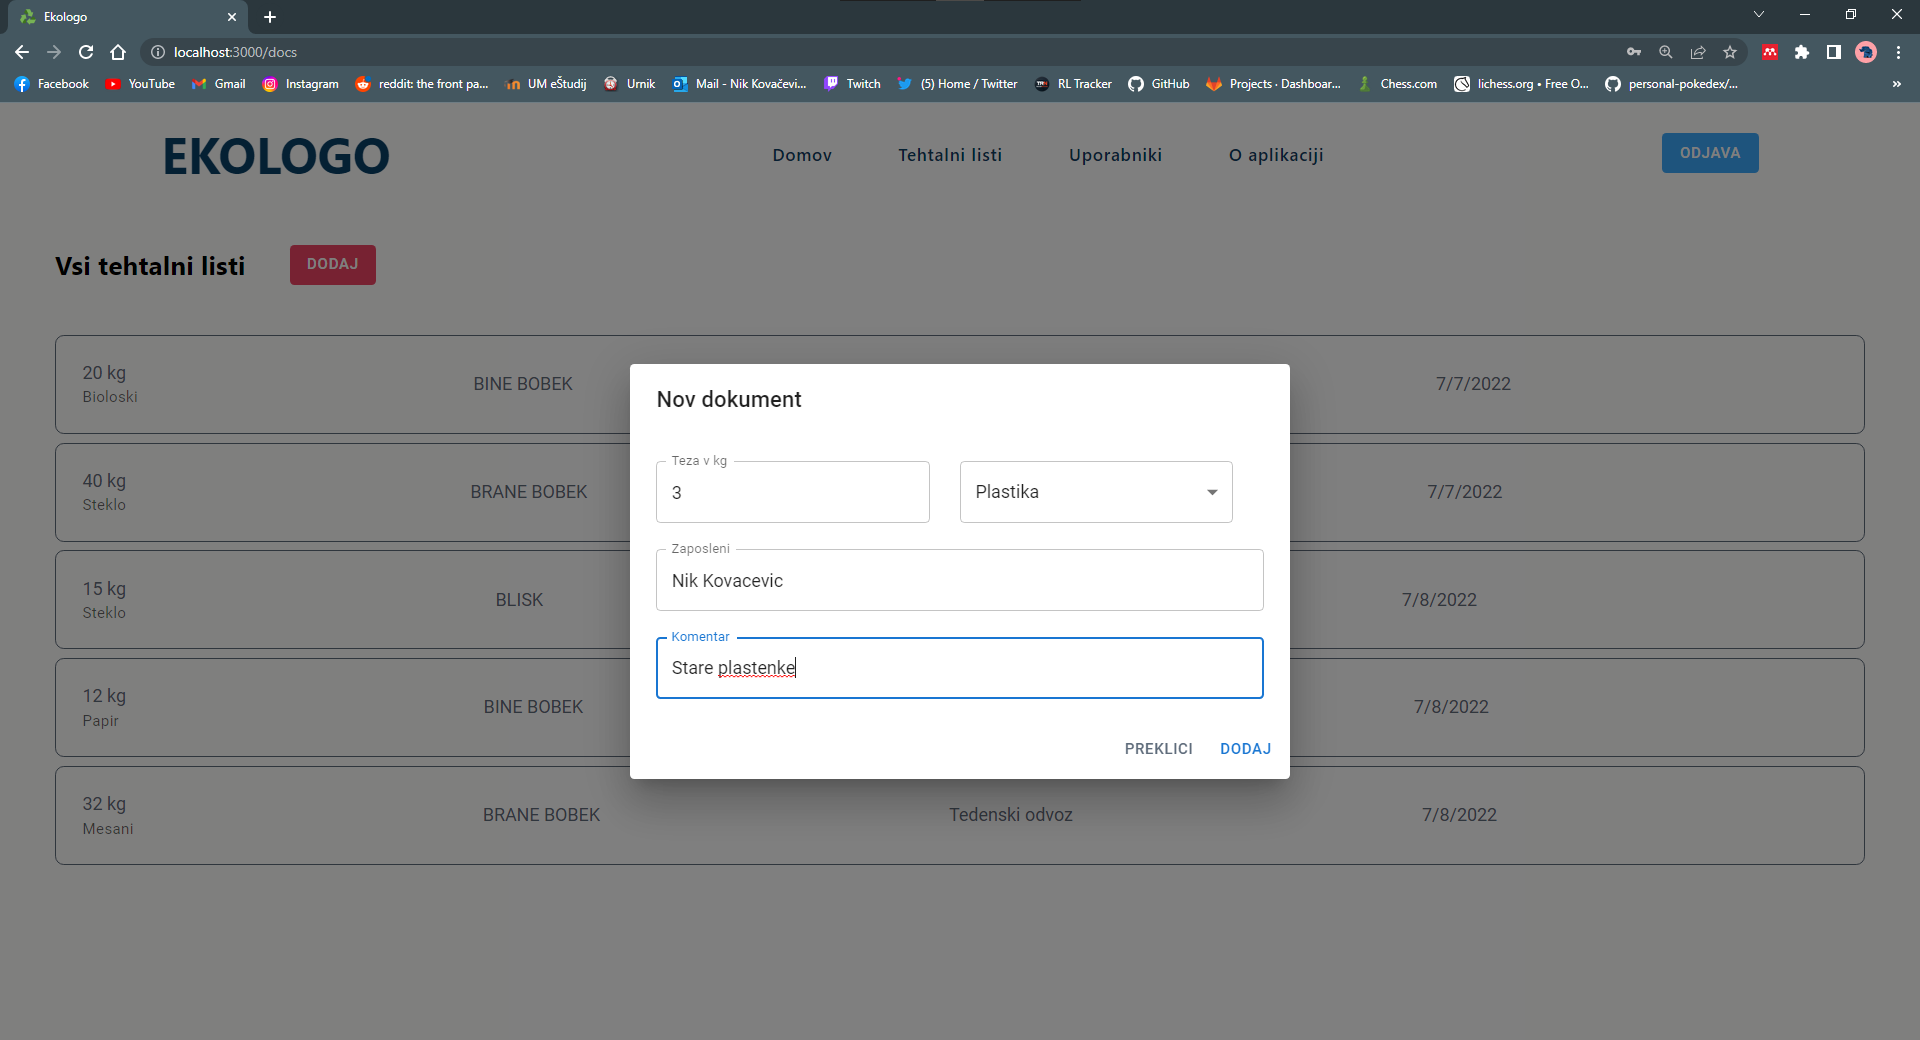 Ekologo
localhost:3000/docs
Facebook YouTube Gmail Instagram reddit: the front pa... UM eŠtudij Urnik Mail - Nik Kovačevi... Twitch (5) Home / Twitter RL Tracker GitHub Projects · Dashboar... Chess.com lichess.org • Free O... personal-pokedex/... »
EKOLOGO Domov Tehtalni listi Uporabniki O aplikaciji ODJAVA
Vsi tehtalni listi DODAJ
20 kg
Bioloski
BINE BOBEK 7/7/2022
40 kg
Steklo
BRANE BOBEK 7/7/2022
15 kg
Steklo
BLISK 7/8/2022
12 kg
Papir
BINE BOBEK 7/8/2022
32 kg
Mesani
BRANE BOBEK Tedenski odvoz 7/8/2022
Nov dokument
Teza v kg
3 Plastika
Zaposleni
Nik Kovacevic
Komentar
Stare plastenke
PREKLICI DODAJ